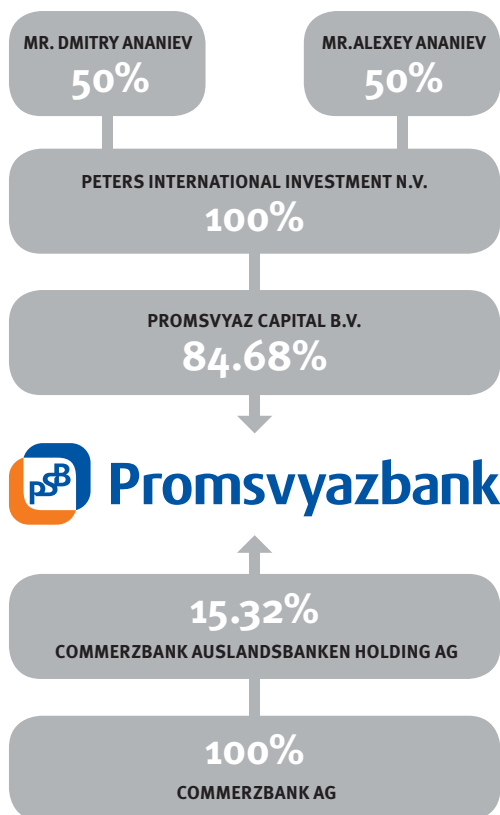 MR. DMITRY ANANIEV
50%
MR.ALEXEY ANANIEV
50%
PETERS INTERNATIONAL INVESTMENT N.V.
100%
PROMSVYAZ CAPITAL B.V.
84.68%
PSB Promsvyazbank
15.32%
COMMERZBANK AUSLANDSBANKEN HOLDING AG
100%
COMMERZBANK AG